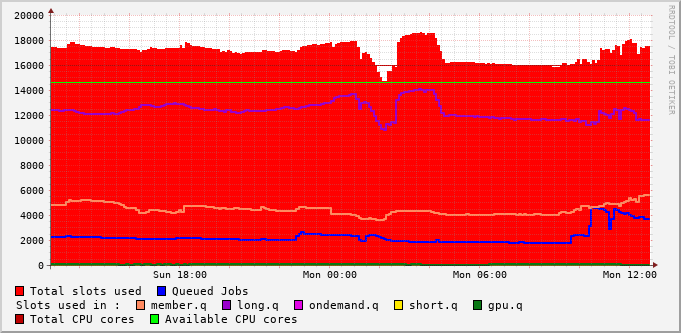 RRDTOOL / TOBI OETIKER
20000
18000
16000
14000
12000
10000
8000
6000
4000
2000
0
Sun 18:00 Mon 00:00 Mon 06:00 Mon 12:00
Total slots used Queued Jobs
Slots used in : member.q long.q ondemand.q short.q gpu.q
Total CPU cores Available CPU cores